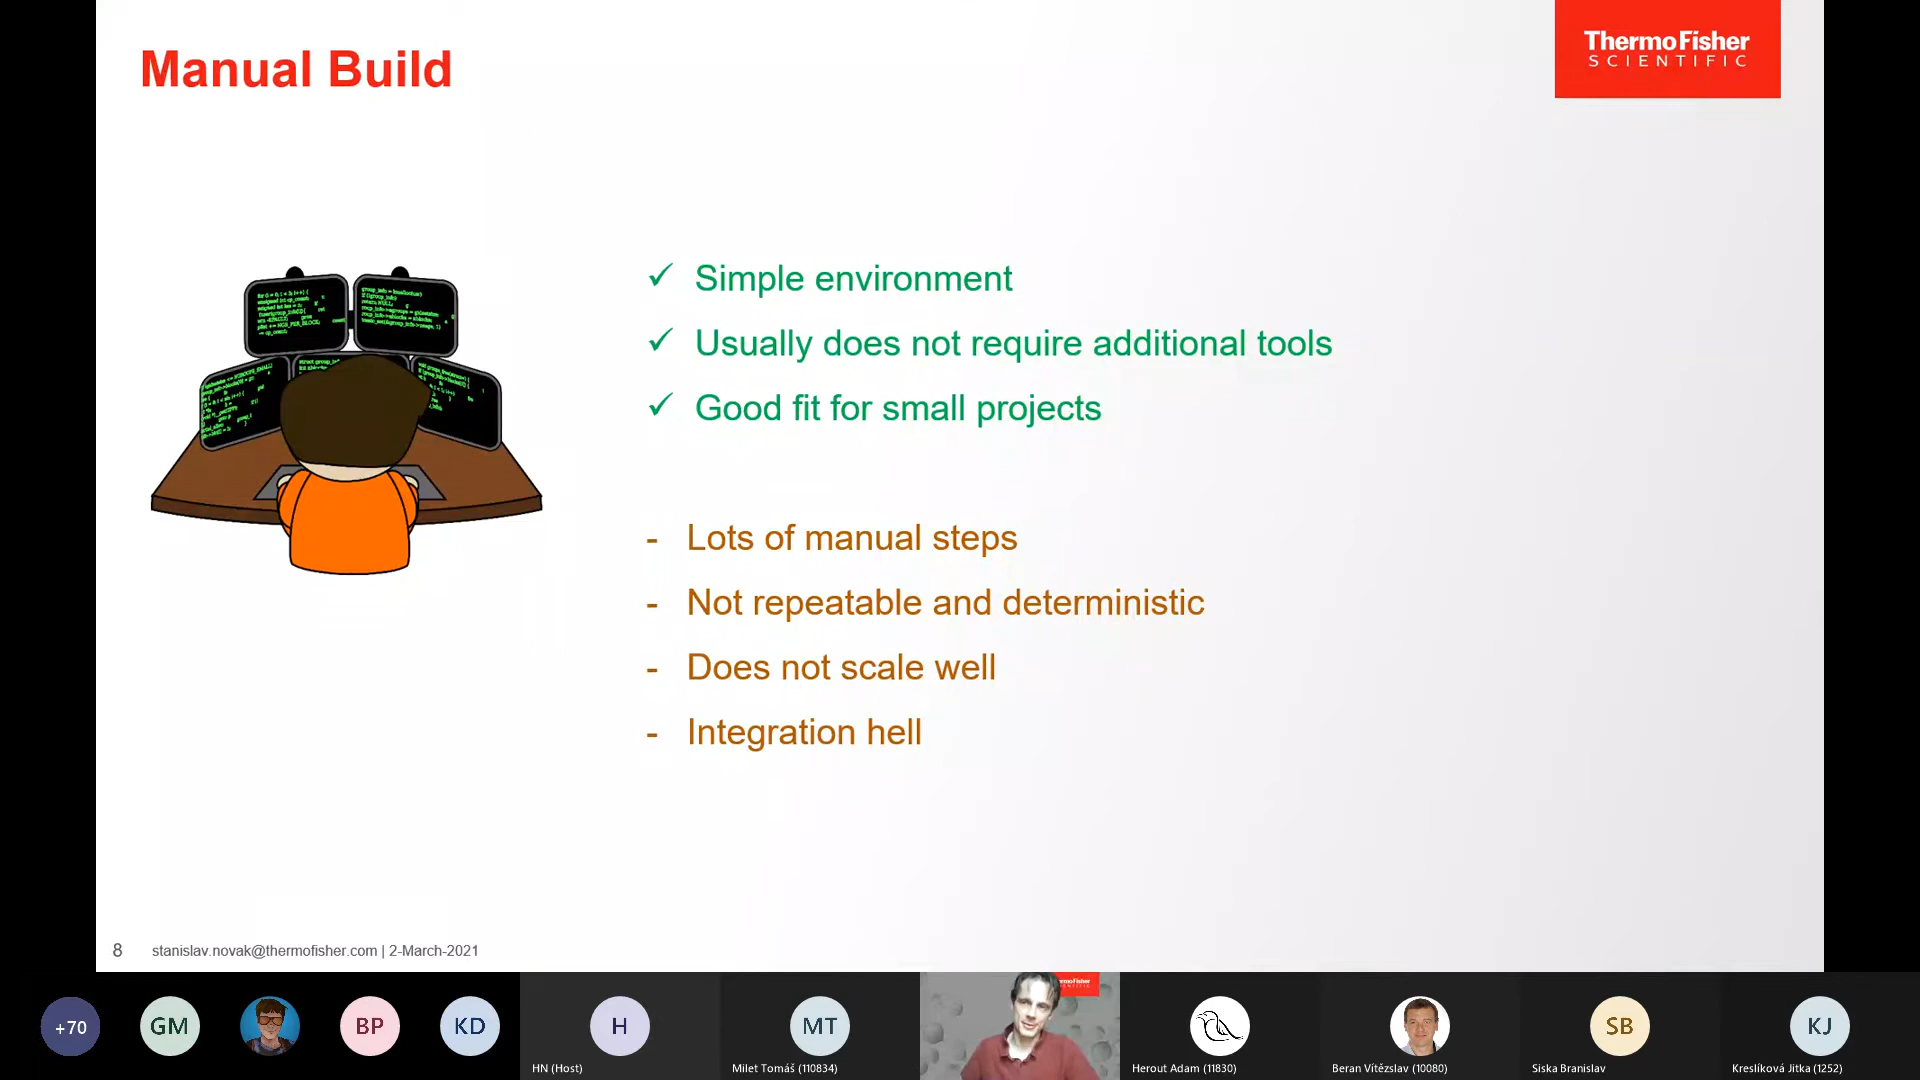 Manual Build
ThermoFisher
SCIENTIFIC
✓ Simple environment
✓ Usually does not require additional tools
✓ Good fit for small projects
- Lots of manual steps
- Not repeatable and deterministic
- Does not scale well
- Integration hell
8 stanislav.novak@thermofisher.com | 2-March-2021
+70
GM
BP
KD
H
HN (Host)
MT
Milet Tomáš (110834)
Herout Adam (11830)
Beran Vítězslav (10080)
SB
Siska Branislav
KJ
Kreslíková Jitka (1252)